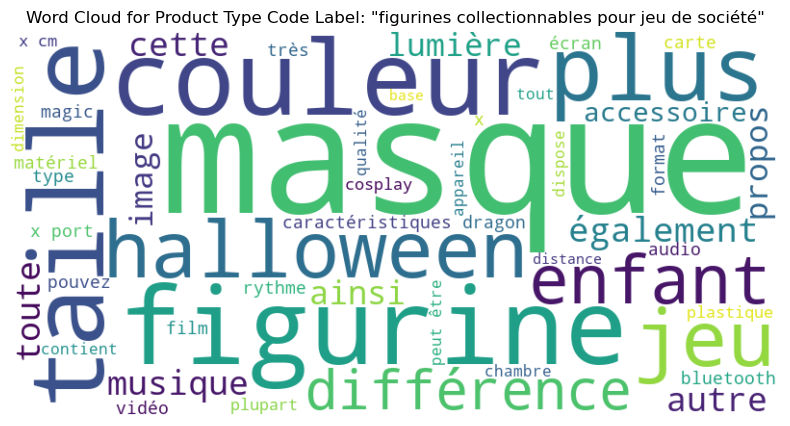 Word Cloud for Product Type Code Label: "figurines collectionnables pour jeu de société"
x cm
cette
très
lumière
écran
carte
taille
couleur
plus
base
tout
dimension
magic
accessoire
masque
qualité
x
matériel
image
type
cosplay
appareil
dispose
format
propos
x port
halloween
caractéristiques
dragon
également
toute
pouvez
distance
audio
enfant
rythme
ainsi
figurine
peut être
jeu
plastique
film
contient
musique
différence
chambre
bluetooth
vidéo
plupart
autre